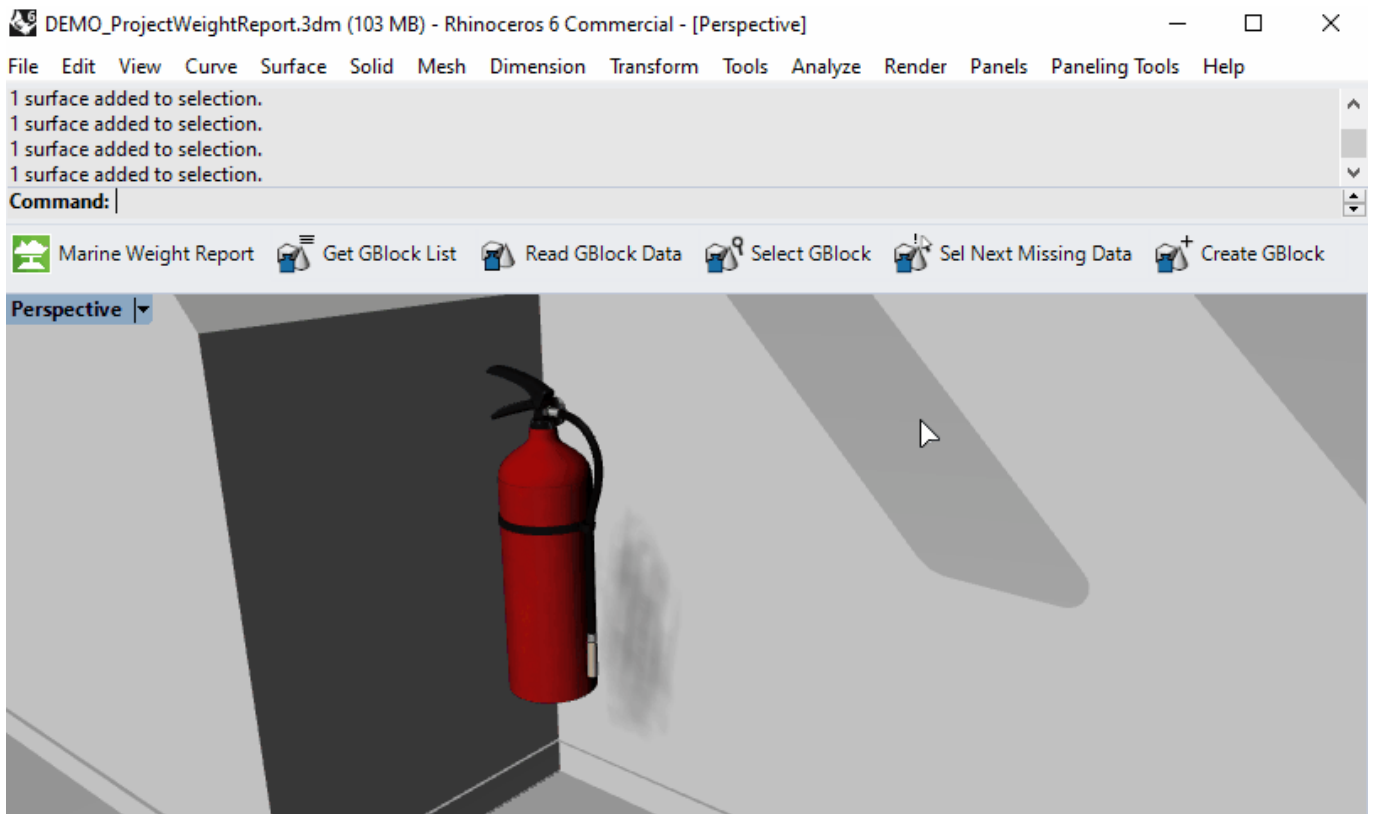 DEMO_ProjectWeightReport.3dm (103 MB) - Rhinoceros 6 Commercial - [Perspective]
File Edit View Curve Surface Solid Mesh Dimension Transform Tools Analyze Render Panels Paneling Tools Help
1 surface added to selection.
1 surface added to selection.
1 surface added to selection.
1 surface added to selection.
Command:
Marine Weight Report Get GBlock List Read GBlock Data Select GBlock Sel Next Missing Data Create GBlock
Perspective